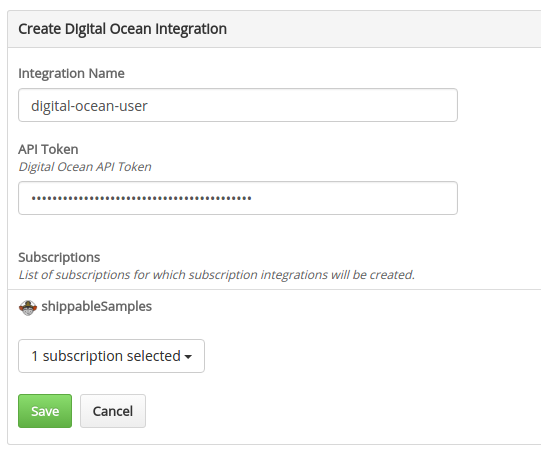 Create Digital Ocean Integration
Integration Name
digital-ocean-user
API Token
Digital Ocean API Token
••••••••••••••••••••••••••••••••••••••••••
Subscriptions
List of subscriptions for which subscription integrations will be created.
shippableSamples
1 subscription selected
Save Cancel